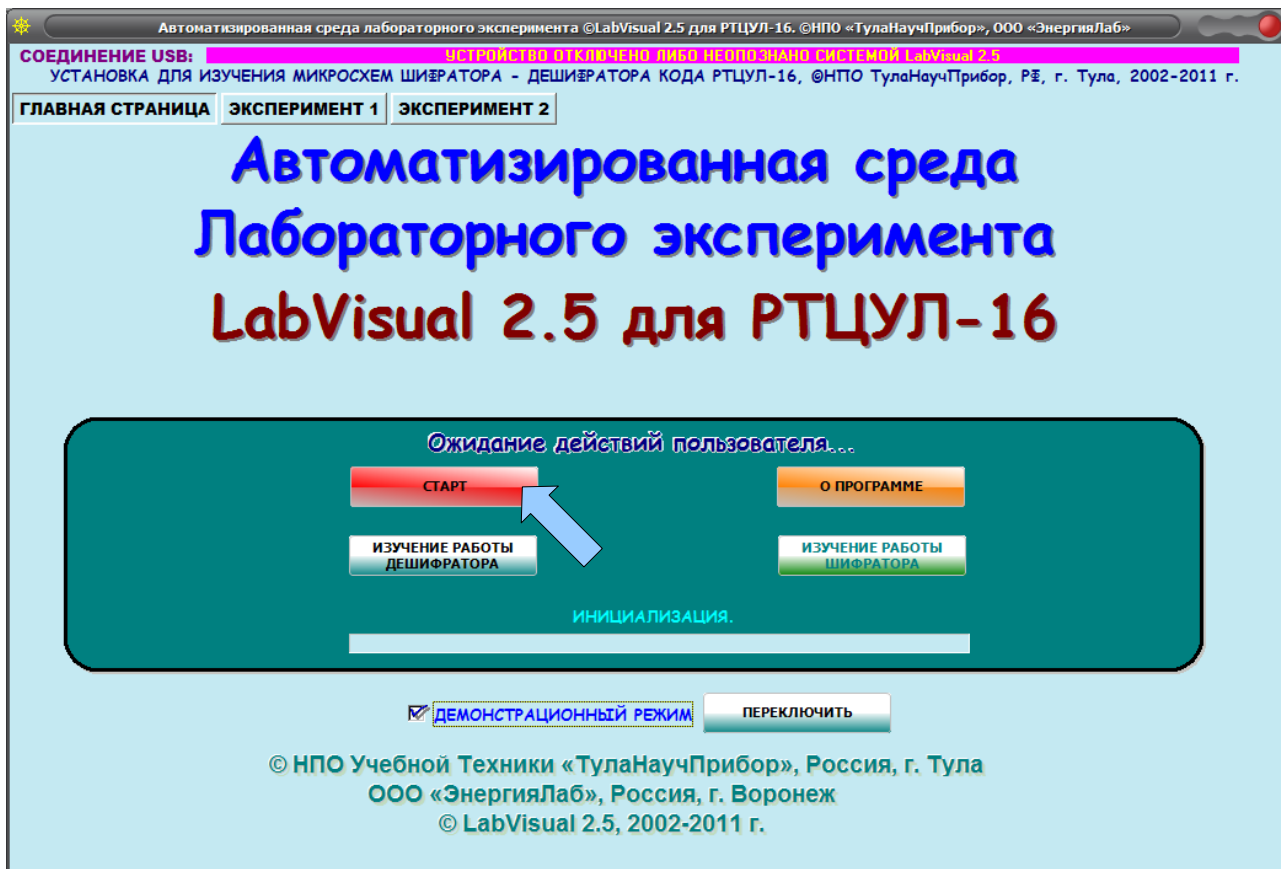 Автоматизированная среда лабораторного эксперимента ©LabVisual 2.5 для РТЦУЛ-16. ©НПО «ТулаНаучПрибор», ООО «ЭнергияЛаб»
СОЕДИНЕНИЕ USB: УСТРОЙСТВО ОТКЛЮЧЕНО ЛИБО НЕОПОЗНАНО СИСТЕМОЙ LabVisual 2.5
УСТАНОВКА ДЛЯ ИЗУЧЕНИЯ МИКРОСХЕМ ШИФРАТОРА - ДЕШИФРАТОРА КОДА РТЦУЛ-16, ©НПО ТулаНаучПрибор, РФ, г. Тула, 2002-2011 г.
ГЛАВНАЯ СТРАНИЦА ЭКСПЕРИМЕНТ 1 ЭКСПЕРИМЕНТ 2
Автоматизированная среда
Лабораторного эксперимента
LabVisual 2.5 для РТЦУЛ-16
Ожидание действий пользователя...
СТАРТ О ПРОГРАММЕ
ИЗУЧЕНИЕ РАБОТЫ ИЗУЧЕНИЕ РАБОТЫ
ДЕШИФРАТОРА ШИФРАТОРА
ИНИЦИАЛИЗАЦИЯ.
ДЕМОНСТРАЦИОННЫЙ РЕЖИМ ПЕРЕКЛЮЧИТЬ
© НПО Учебной Техники «ТулаНаучПрибор», Россия, г. Тула
ООО «ЭнергияЛаб», Россия, г. Воронеж
© LabVisual 2.5, 2002-2011 г.